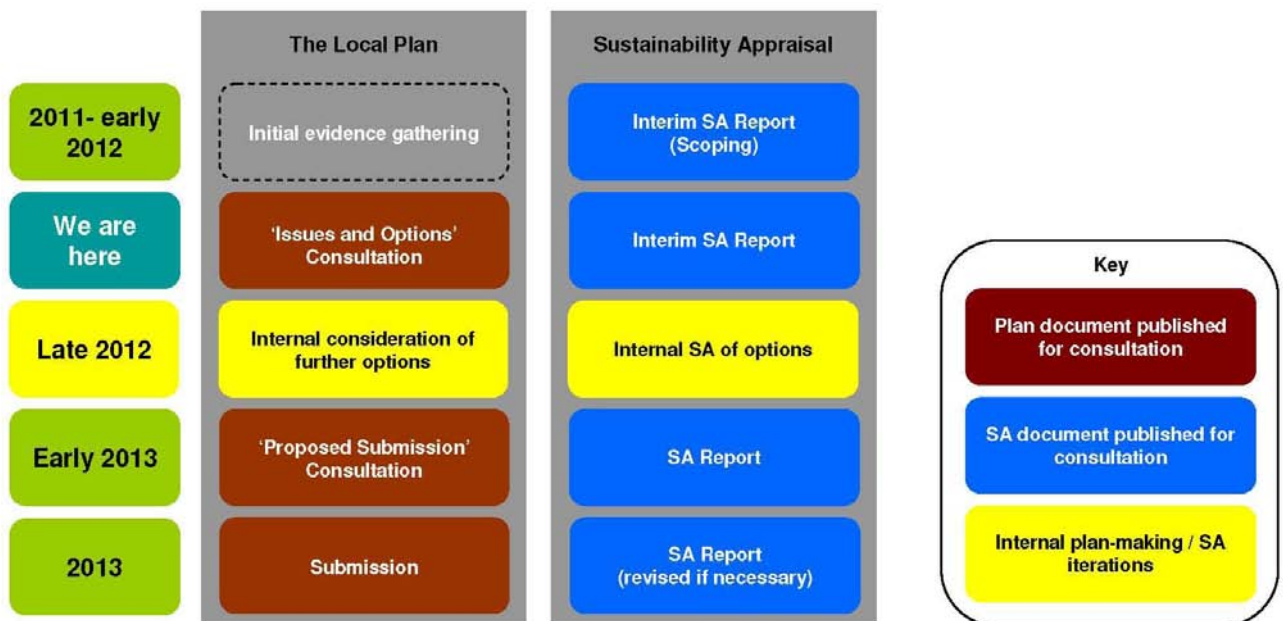 The Local Plan
Sustainability Appraisal
2011- early
2012
Initial evidence gathering
Interim SA Report
(Scoping)
We are
here
‘Issues and Options’
Consultation
Interim SA Report
Late 2012
Internal consideration of
further options
Internal SA of options
Early 2013
‘Proposed Submission’
Consultation
SA Report
2013
Submission
SA Report
(revised if necessary)
Key
Plan document published
for consultation
SA document published for
consultation
Internal plan-making / SA
iterations